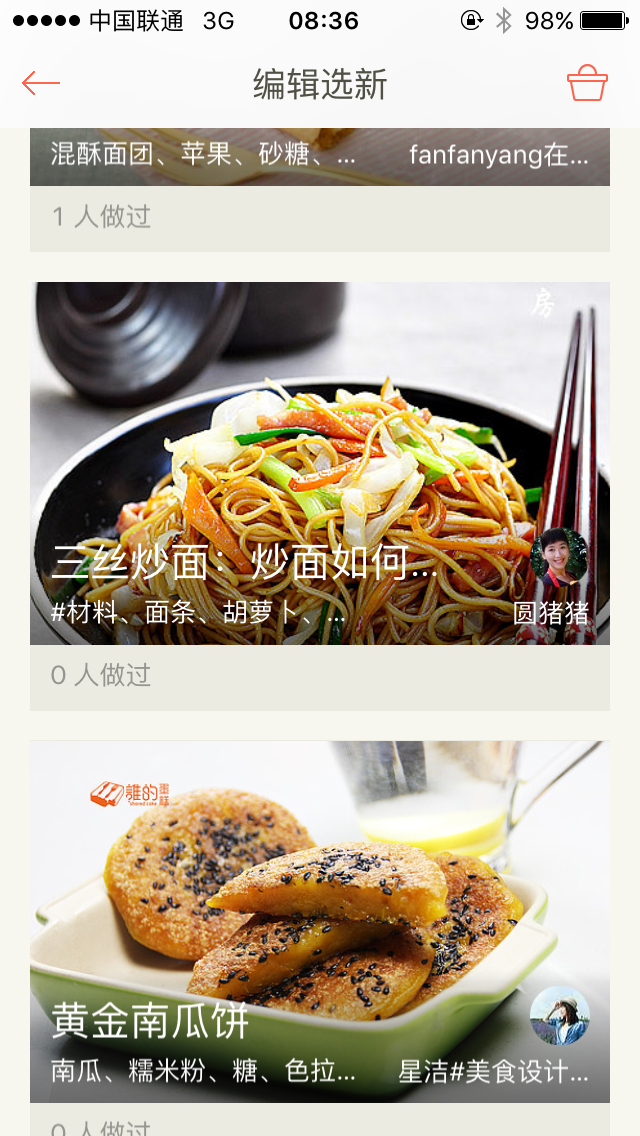 中国联通 3G 08:36 98%
编辑选新
混酥面团、苹果、砂糖、... fanfanyang在...
1 人做过
房
三丝炒面：炒面如何...
#材料、面条、胡萝卜、... 圆猪猪
0 人做过
雜的
黄金南瓜饼
南瓜、糯米粉、糖、色拉... 星洁#美食设计...
0 人做过